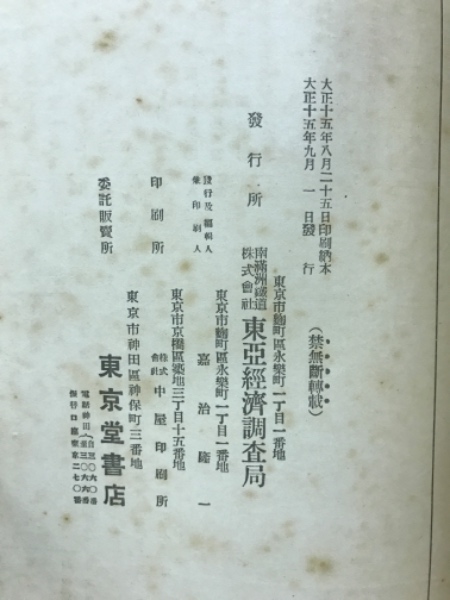 大正十五年八月二十五日印刷納本
大正十五年九月一日發行
(禁無斷轉載)
東京市麴町區永樂町一丁目一番地
發行所
南滿洲鐵道株式會社
東亞經濟調査局
東京市麴町區永樂町一丁目一番地
發行及編輯人
兼印刷人
嘉治隆一
東京市京橋區築地三丁目十五番地
印刷所
株式會社
中屋印刷所
東京市神田區神保町三番地
委託販賣所
東京堂書店
電話神田